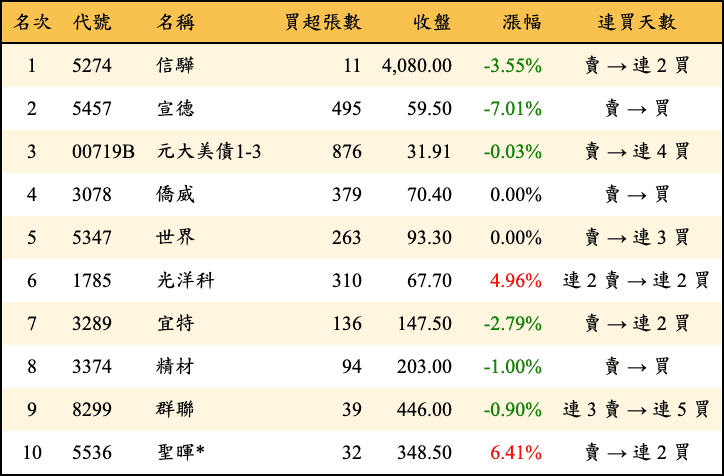 名次 代號 名稱 買超張數 收盤 漲幅 連買天數
1 5274 信驊 11 4,080.00 -3.55% 賣 → 連 2 買
2 5457 宣德 495 59.50 -7.01% 賣 → 買
3 00719B 元大美債1-3 876 31.91 -0.03% 賣 → 連 4 買
4 3078 僑威 379 70.40 0.00% 賣 → 買
5 5347 世界 263 93.30 0.00% 賣 → 連 3 買
6 1785 光洋科 310 67.70 4.96% 連 2 賣 → 連 2 買
7 3289 宜特 136 147.50 -2.79% 賣 → 連 2 買
8 3374 精材 94 203.00 -1.00% 賣 → 買
9 8299 群聯 39 446.00 -0.90% 連 3 賣 → 連 5 買
10 5536 聖暉* 32 348.50 6.41% 賣 → 連 2 買